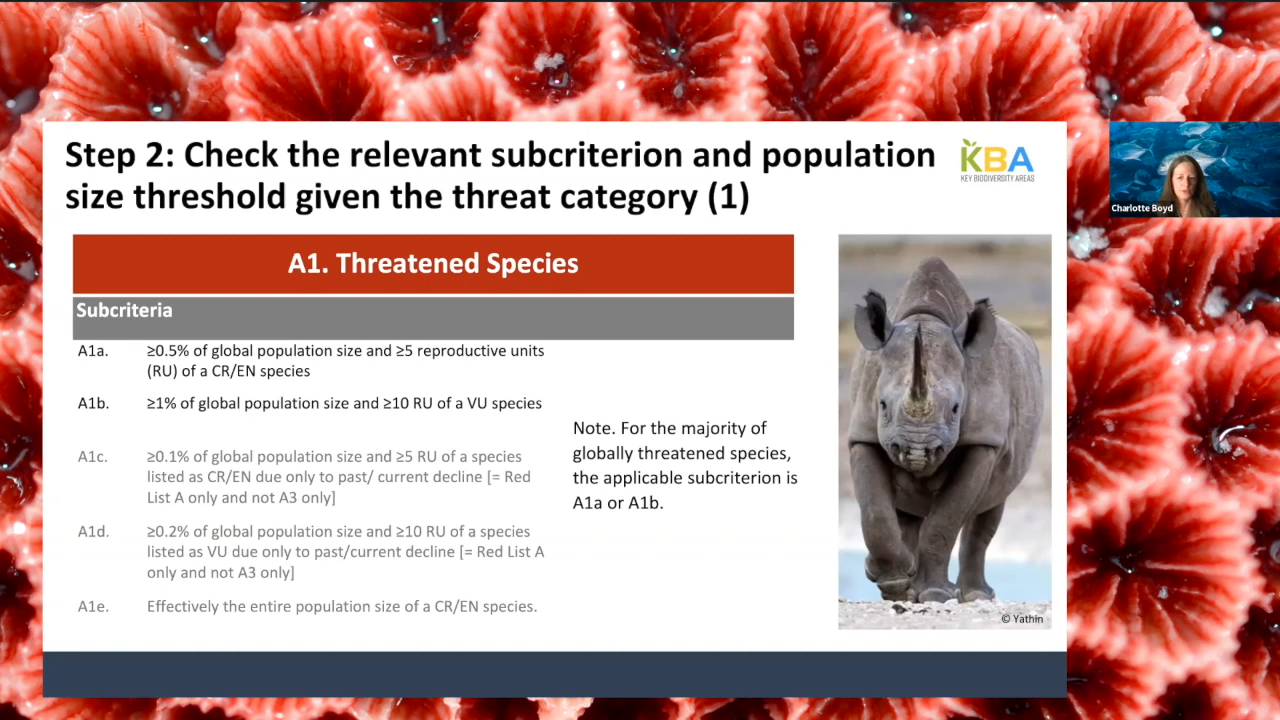 Step 2: Check the relevant subcriterion and population
size threshold given the threat category (1)
KBA
KEY BIODIVERSITY AREAS
Charlotte Boyd
A1. Threatened Species
Subcriteria
A1a. ≥0.5% of global population size and ≥5 reproductive units
(RU) of a CR/EN species
A1b. ≥1% of global population size and ≥10 RU of a VU species
A1c. ≥0.1% of global population size and ≥5 RU of a species
listed as CR/EN due only to past/ current decline [= Red
List A only and not A3 only]
A1d. ≥0.2% of global population size and ≥10 RU of a species
listed as VU due only to past/current decline [= Red List A
only and not A3 only]
A1e. Effectively the entire population size of a CR/EN species.
Note. For the majority of
globally threatened species,
the applicable subcriterion is
A1a or A1b.
© Yathin